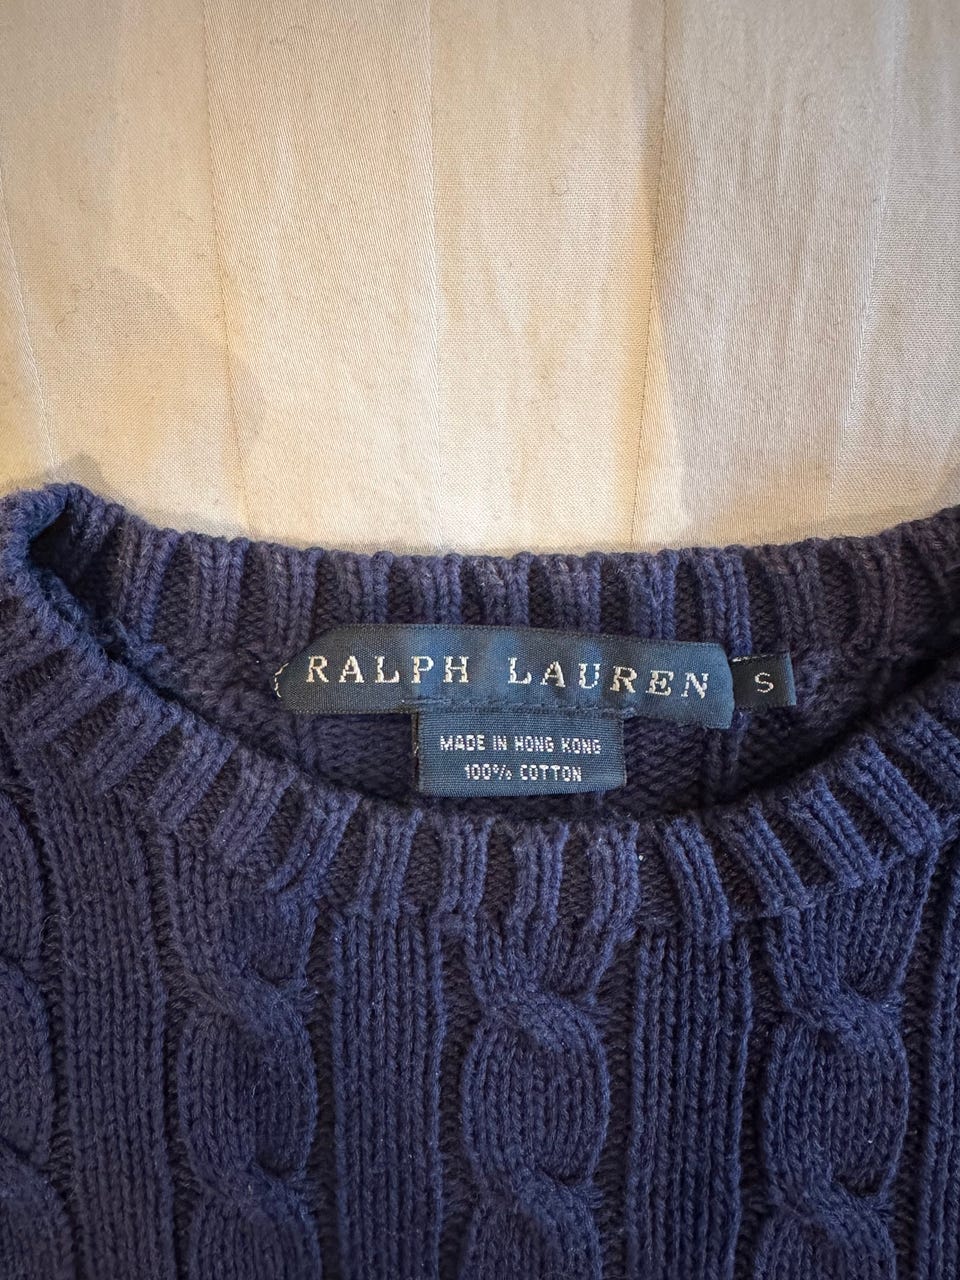 RALPH LAUREN
S
MADE IN HONG KONG
100% COTTON